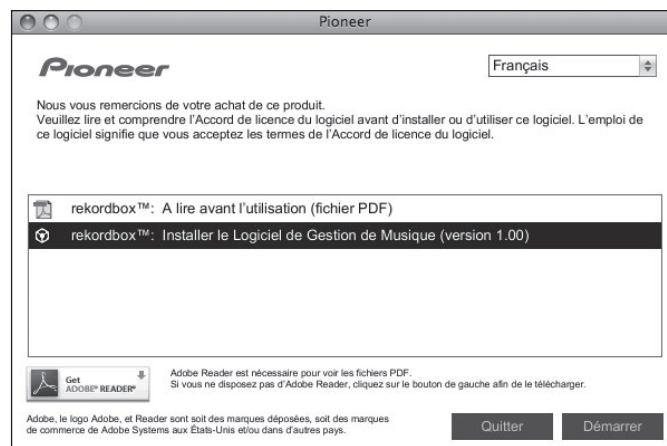 Pioneer
Pioneer
Français
Nous vous remercions de votre achat de ce produit.
Veuillez lire et comprendre l'Accord de licence du logiciel avant d'installer ou d'utiliser ce logiciel. L'emploi de
ce logiciel signifie que vous acceptez les termes de l'Accord de licence du logiciel.
rekordbox™: A lire avant l'utilisation (fichier PDF)
rekordbox™: Installer le Logiciel de Gestion de Musique (version 1.00)
Get
ADOBE® READER®
Adobe Reader est nécessaire pour voir les fichiers PDF.
Si vous ne disposez pas d'Adobe Reader, cliquez sur le bouton de gauche afin de le télécharger.
Adobe, le logo Adobe, et Reader sont soit des marques déposées, soit des marques
de commerce de Adobe Systems aux États-Unis et/ou dans d'autres pays.
Quitter
Démarrer